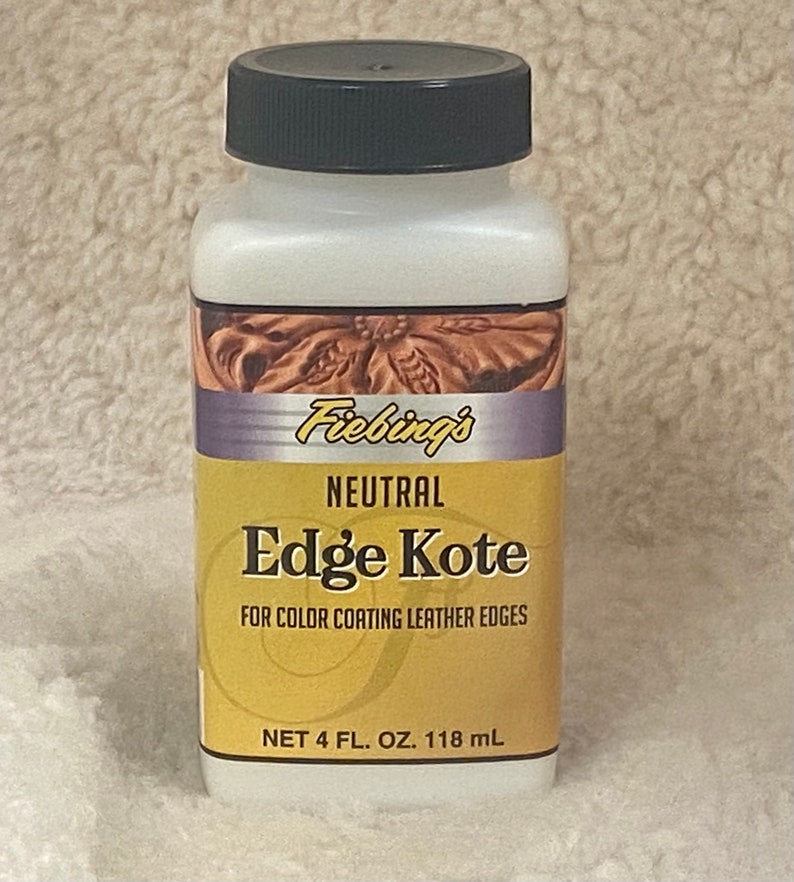 Fiebing's
NEUTRAL
Edge Kote
FOR COLOR COATING LEATHER EDGES
NET 4 FL. OZ. 118 mL